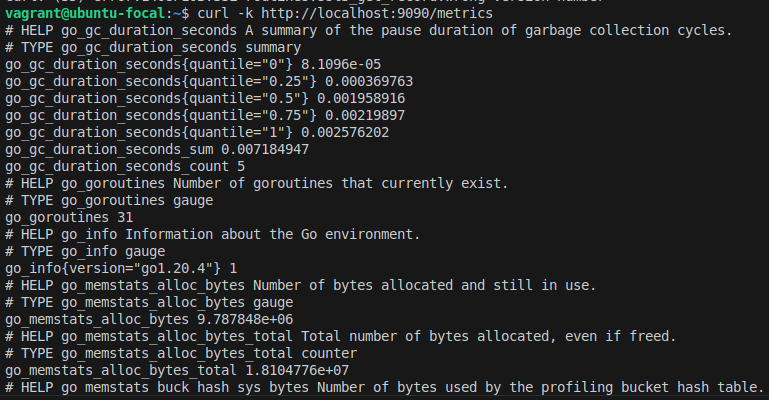 vagrant@ubuntu-focal:~$ curl -k http://localhost:9090/metrics
# HELP go_gc_duration_seconds A summary of the pause duration of garbage collection cycles.
# TYPE go_gc_duration_seconds summary
go_gc_duration_seconds{quantile="0"} 8.1096e-05
go_gc_duration_seconds{quantile="0.25"} 0.000369763
go_gc_duration_seconds{quantile="0.5"} 0.001958916
go_gc_duration_seconds{quantile="0.75"} 0.00219897
go_gc_duration_seconds{quantile="1"} 0.002576202
go_gc_duration_seconds_sum 0.007184947
go_gc_duration_seconds_count 5
# HELP go_goroutines Number of goroutines that currently exist.
# TYPE go_goroutines gauge
go_goroutines 31
# HELP go_info Information about the Go environment.
# TYPE go_info gauge
go_info{version="go1.20.4"} 1
# HELP go_memstats_alloc_bytes Number of bytes allocated and still in use.
# TYPE go_memstats_alloc_bytes gauge
go_memstats_alloc_bytes 9.787848e+06
# HELP go_memstats_alloc_bytes_total Total number of bytes allocated, even if freed.
# TYPE go_memstats_alloc_bytes_total counter
go_memstats_alloc_bytes_total 1.8104776e+07
# HELP go_memstats_buck_hash_sys_bytes Number of bytes used by the profiling bucket hash table.